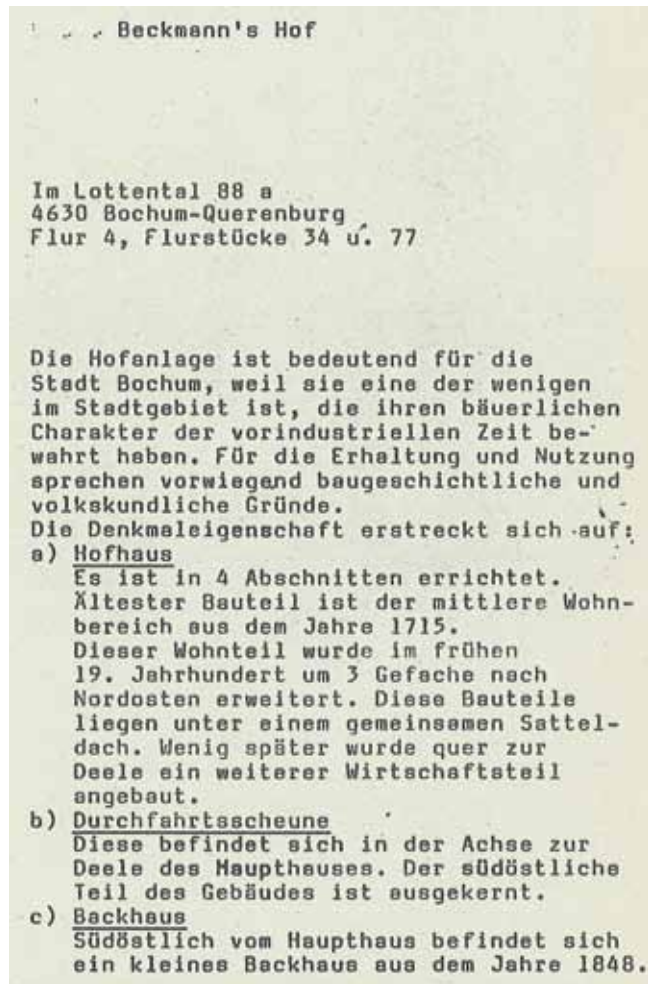 Beckmann's Hof
Im Lottental 88 a
4630 Bochum-Querenburg
Flur 4, Flurstücke 34 u. 77
Die Hofanlage ist bedeutend für die
Stadt Bochum, weil sie eine der wenigen
im Stadtgebiet ist, die ihren bäuerlichen
Charakter der vorindustriellen Zeit be-
wahrt haben. Für die Erhaltung und Nutzung
sprechen vorwiegend baugeschichtliche und
volkskundliche Gründe.
Die Denkmaleigenschaft erstreckt sich auf:
a) Hofhaus
Es ist in 4 Abschnitten errichtet.
Ältester Bauteil ist der mittlere Wohn-
bereich aus dem Jahre 1715.
Dieser Wohnteil wurde im frühen
19. Jahrhundert um 3 Gefache nach
Nordosten erweitert. Diese Bauteile
liegen unter einem gemeinsamen Sattel-
dach. Wenig später wurde quer zur
Deele ein weiterer Wirtschaftsteil
angebaut.
b) Durchfahrtsscheune
Diese befindet sich in der Achse zur
Deele des Haupthauses. Der südöstliche
Teil des Gebäudes ist ausgekernt.
c) Backhaus
Südöstlich vom Haupthaus befindet sich
ein kleines Backhaus aus dem Jahre 1848.